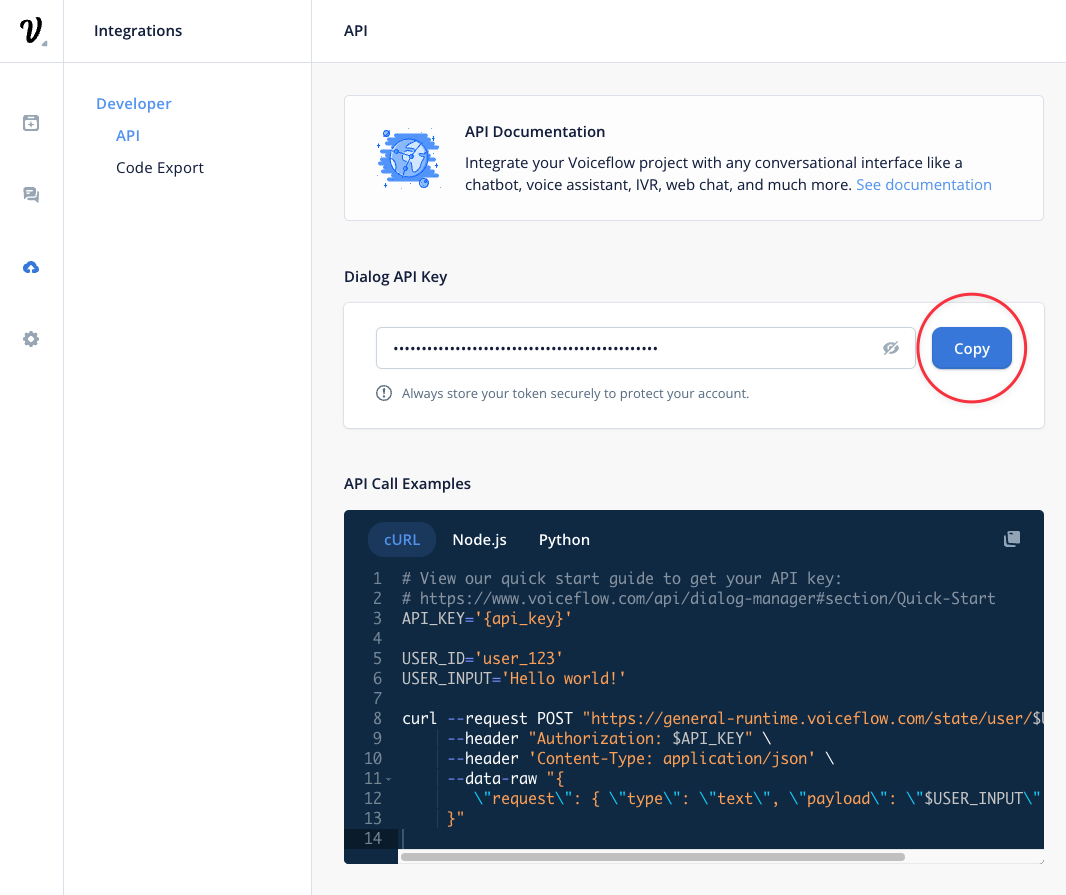 Integrations
API
Developer
API
Code Export
API Documentation
Integrate your Voiceflow project with any conversational interface like a
chatbot, voice assistant, IVR, web chat, and much more. See documentation
Dialog API Key
••••••••••••••••••••••••••••••••••••••••••••••••
Copy
Always store your token securely to protect your account.
API Call Examples
cURL Node.js Python
1 # View our quick start guide to get your API key:
2 # https://www.voiceflow.com/api/dialog-manager#section/Quick-Start
3 API_KEY='{api_key}'
4
5 USER_ID='user_123'
6 USER_INPUT='Hello world!'
7
8 curl --request POST "https://general-runtime.voiceflow.com/state/user/$
9 --header "Authorization: $API_KEY" \
10 --header 'Content-Type: application/json' \
11 --data-raw "{
12 \"request\": { \"type\": \"text\", \"payload\": \"$USER_INPUT\"
13 }"
14